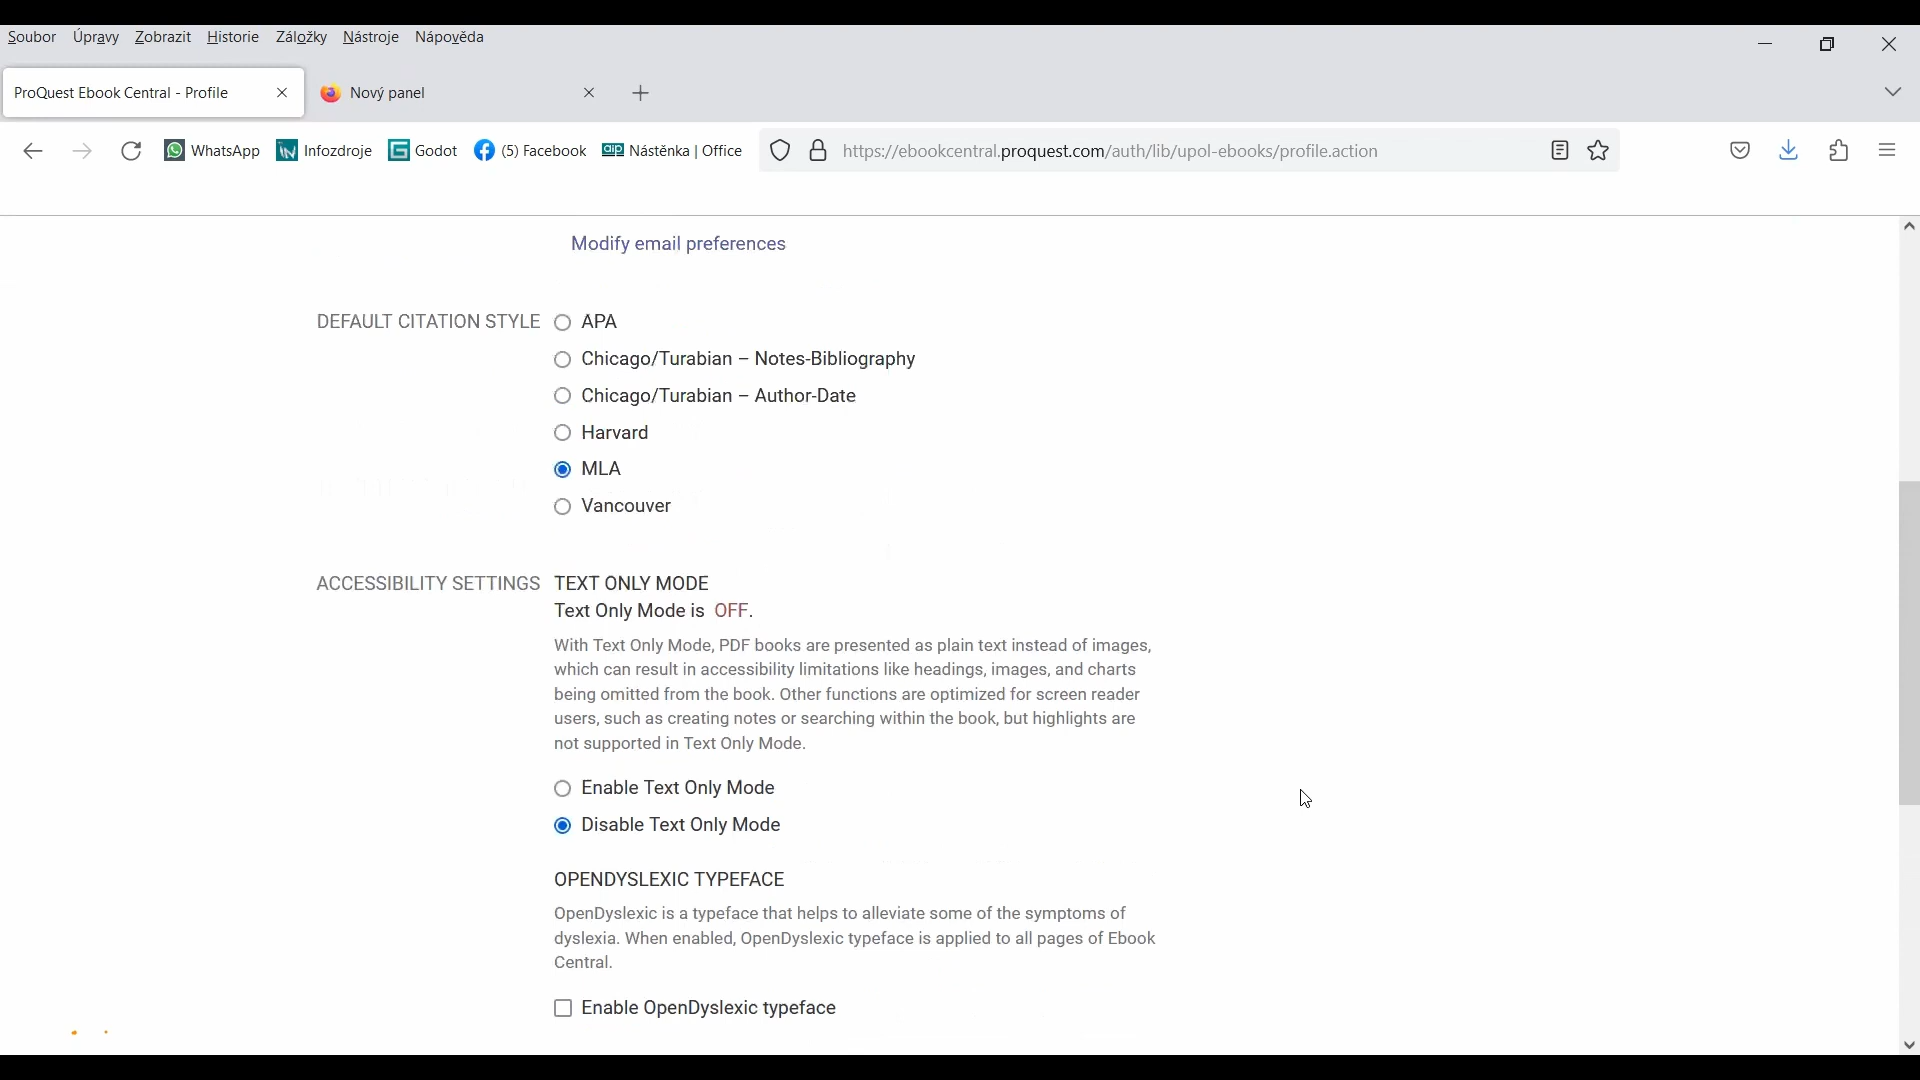 Soubor Úpravy Zobrazit Historie Záložky Nástroje Nápověda
ProQuest Ebook Central - Profile Nový panel
WhatsApp Infozdroje Godot (5) Facebook Nástěnka | Office https://ebookcentral.proquest.com/auth/lib/upol-ebooks/profile.action
Modify email preferences
DEFAULT CITATION STYLE APA
Chicago/Turabian – Notes-Bibliography
Chicago/Turabian – Author-Date
Harvard
MLA
Vancouver
ACCESSIBILITY SETTINGS TEXT ONLY MODE
Text Only Mode is OFF.
With Text Only Mode, PDF books are presented as plain text instead of images,
which can result in accessibility limitations like headings, images, and charts
being omitted from the book. Other functions are optimized for screen reader
users, such as creating notes or searching within the book, but highlights are
not supported in Text Only Mode.
Enable Text Only Mode
Disable Text Only Mode
OPENDYSLEXIC TYPEFACE
OpenDyslexic is a typeface that helps to alleviate some of the symptoms of
dyslexia. When enabled, OpenDyslexic typeface is applied to all pages of Ebook
Central.
Enable OpenDyslexic typeface